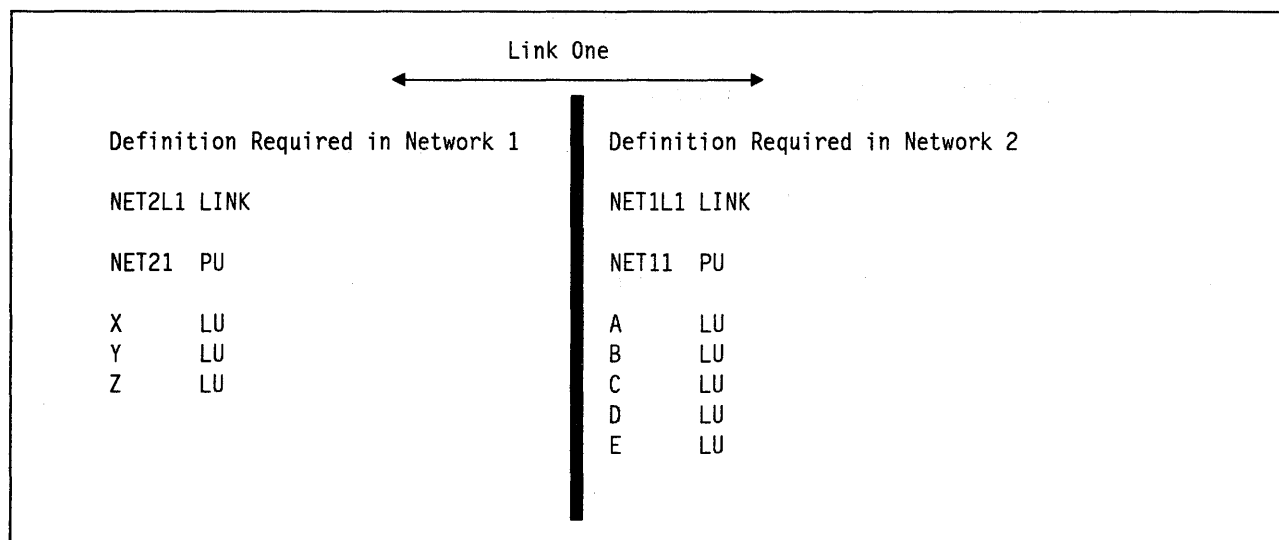 Link One
Definition Required in Network 1
NET2L1 LINK
NET21 PU
X LU
Y LU
Z LU
Definition Required in Network 2
NET1L1 LINK
NET11 PU
A LU
B LU
C LU
D LU
E LU